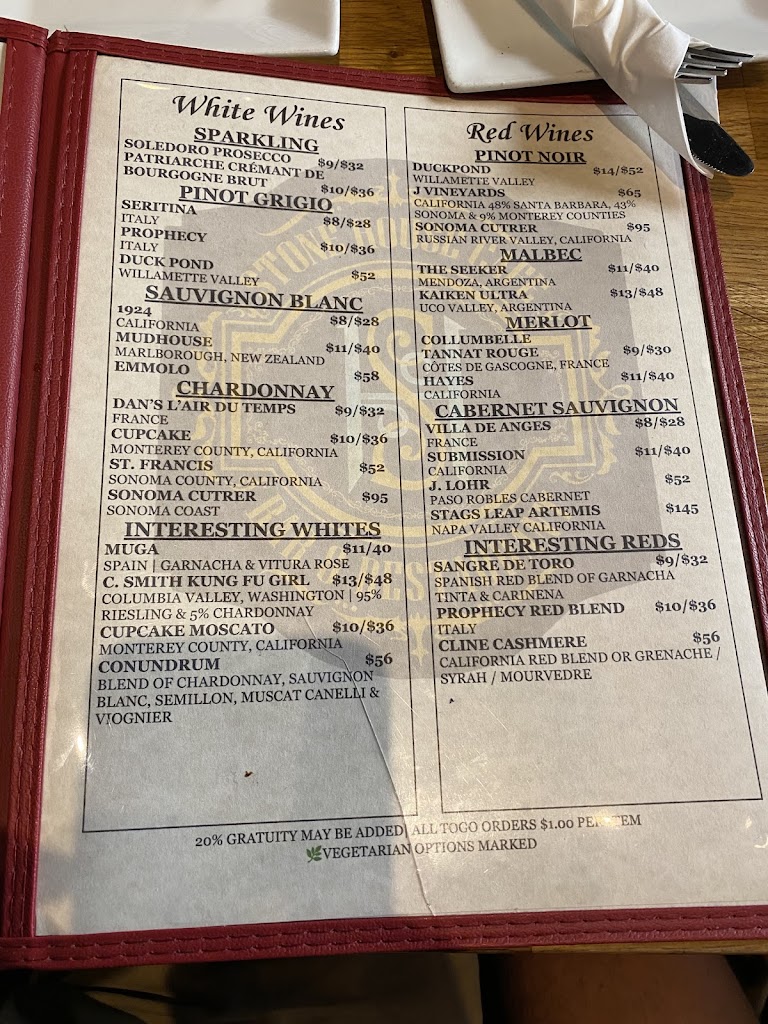 White Wines
SPARKLING
SOLEDORO PROSECCO $9/$32
PATRIARCHE CRÉMANT DE
BOURGOGNE BRUT $10/$36
PINOT GRIGIO
SERITINA
ITALY $8/$28
PROPHECY
ITALY $10/$36
DUCK POND
WILLAMETTE VALLEY $52
SAUVIGNON BLANC
1924
CALIFORNIA $8/$28
MUDHOUSE
MARLBOROUGH, NEW ZEALAND $11/$40
EMMOLO $58
CHARDONNAY
DAN'S L'AIR DU TEMPS $9/$32
FRANCE
CUPCAKE $10/$36
MONTEREY COUNTY, CALIFORNIA
ST. FRANCIS $52
SONOMA COUNTY, CALIFORNIA
SONOMA CUTRER $95
SONOMA COAST
INTERESTING WHITES
MUGA $11/40
SPAIN | GARNACHA & VITURA ROSE
C. SMITH KUNG FU GIRL $13/$48
COLUMBIA VALLEY, WASHINGTON | 95%
RIESLING & 5% CHARDONNAY
CUPCAKE MOSCATO $10/$36
MONTEREY COUNTY, CALIFORNIA
CONUNDRUM $56
BLEND OF CHARDONNAY, SAUVIGNON
BLANC, SEMILLON, MUSCAT CANELLI &
VIOGNIER
Red Wines
PINOT NOIR
DUCKPOND $14/$52
WILLAMETTE VALLEY
J VINEYARDS $65
CALIFORNIA 48% SANTA BARBARA, 43%
SONOMA & 9% MONTEREY COUNTIES
SONOMA CUTRER $95
RUSSIAN RIVER VALLEY, CALIFORNIA
MALBEC
THE SEEKER $11/$40
MENDOZA, ARGENTINA
KAIKEN ULTRA $13/$48
UCO VALLEY, ARGENTINA
MERLOT
COLLUMBELLE
TANNAT ROUGE $9/$30
CÔTES DE GASCOGNE, FRANCE
HAYES $11/$40
CALIFORNIA
CABERNET SAUVIGNON
VILLA DE ANGES $8/$28
FRANCE
SUBMISSION $11/$40
CALIFORNIA
J. LOHR $52
PASO ROBLES CABERNET
STAGS LEAP ARTEMIS $145
NAPA VALLEY CALIFORNIA
INTERESTING REDS
SANGRE DE TORO $9/$32
SPANISH RED BLEND OF GARNACHA
TINTA & CARINENA
PROPHECY RED BLEND $10/$36
ITALY
CLINE CASHMERE $56
CALIFORNIA RED BLEND OR GRENACHE /
SYRAH / MOURVEDRE
20% GRATUITY MAY BE ADDED| ALL TOGO ORDERS $1.00 PER ITEM
VEGETARIAN OPTIONS MARKED